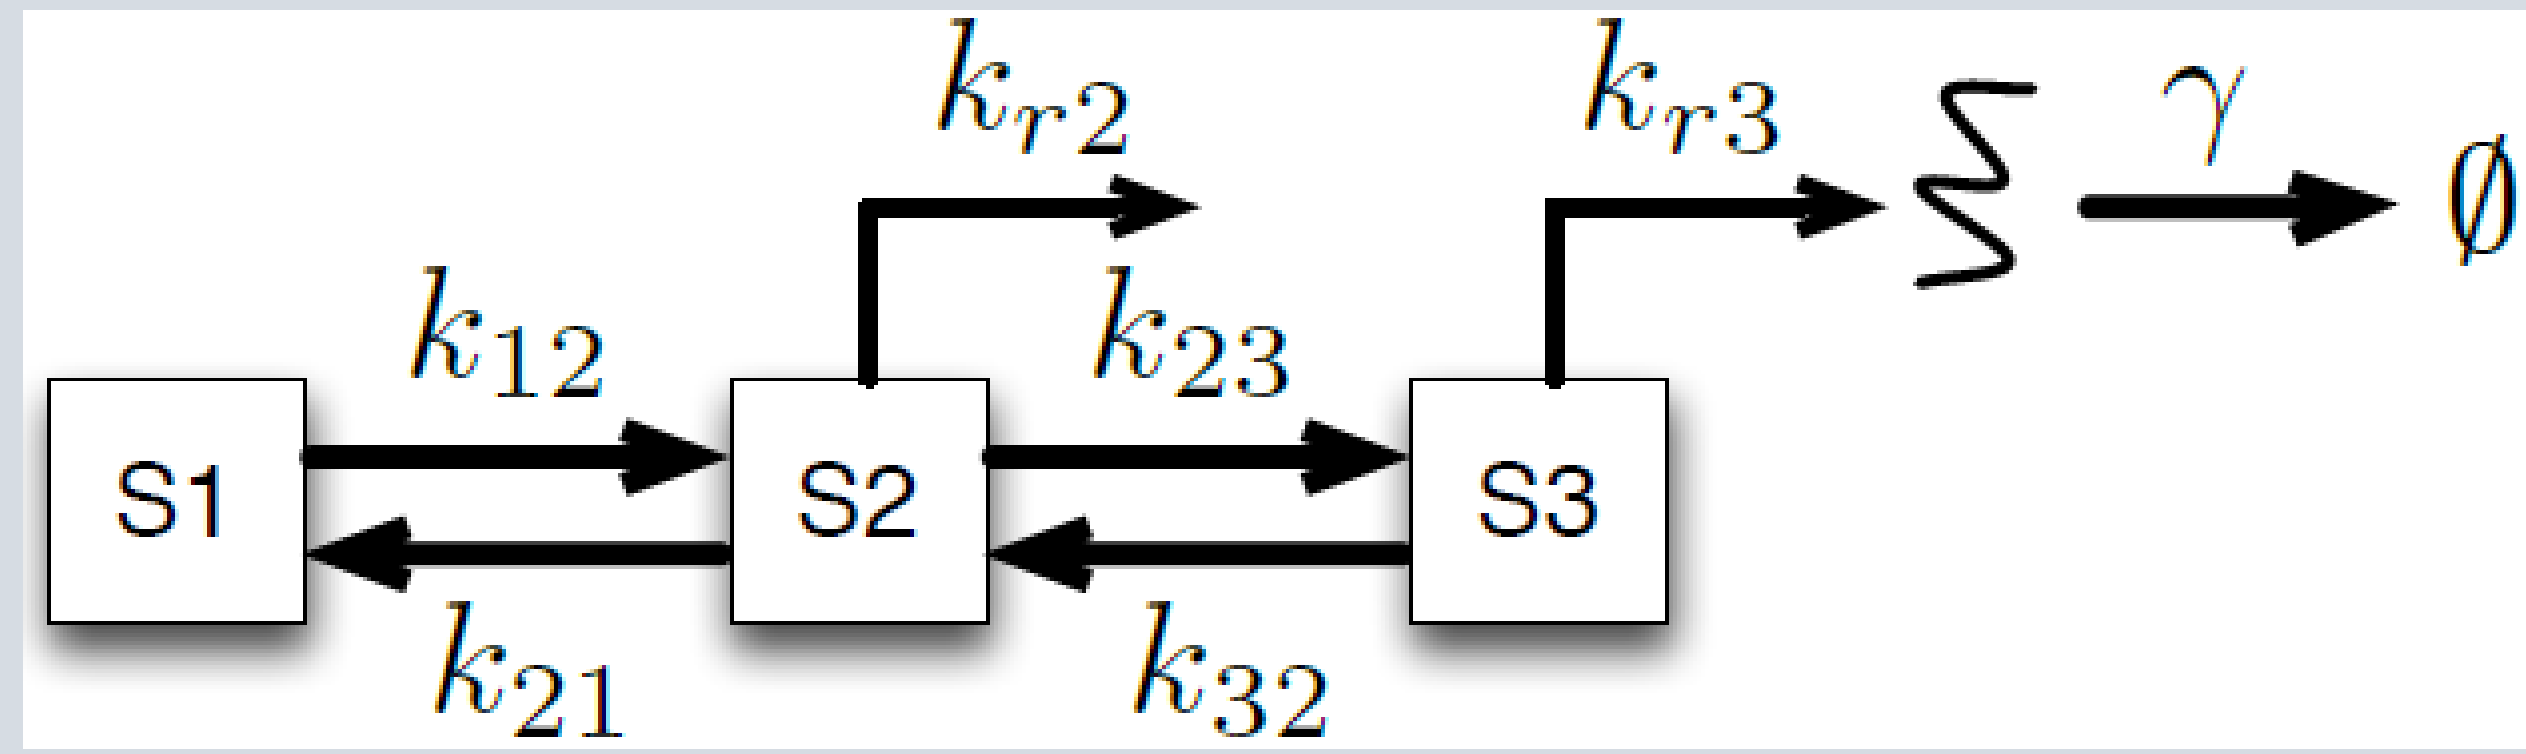 k_{r2} k_{r3} γ ∅
k_{12} k_{23}
S1 S2 S3
k_{21} k_{32}